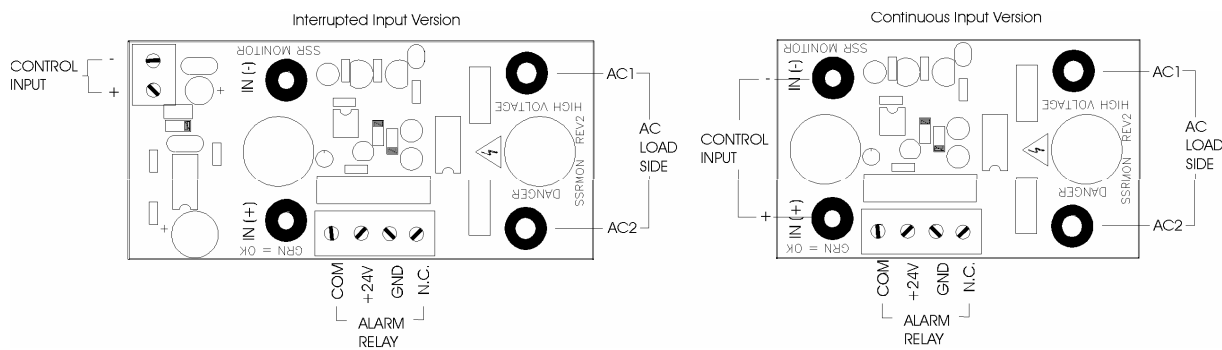 Interrupted Input Version
CONTROL
INPUT
-
+
SSR MONITOR
IN (-)
IN (+)
GRN = OK
HIGH VOLTAGE
DANGER
SSRMON REV2
AC1
AC
LOAD
SIDE
AC2
COM
+24V
GND
N.C.
ALARM
RELAY
Continuous Input Version
CONTROL
INPUT
-
+
SSR MONITOR
IN (-)
IN (+)
GRN = OK
HIGH VOLTAGE
DANGER
SSRMON REV2
AC1
AC
LOAD
SIDE
AC2
COM
+24V
GND
N.C.
ALARM
RELAY